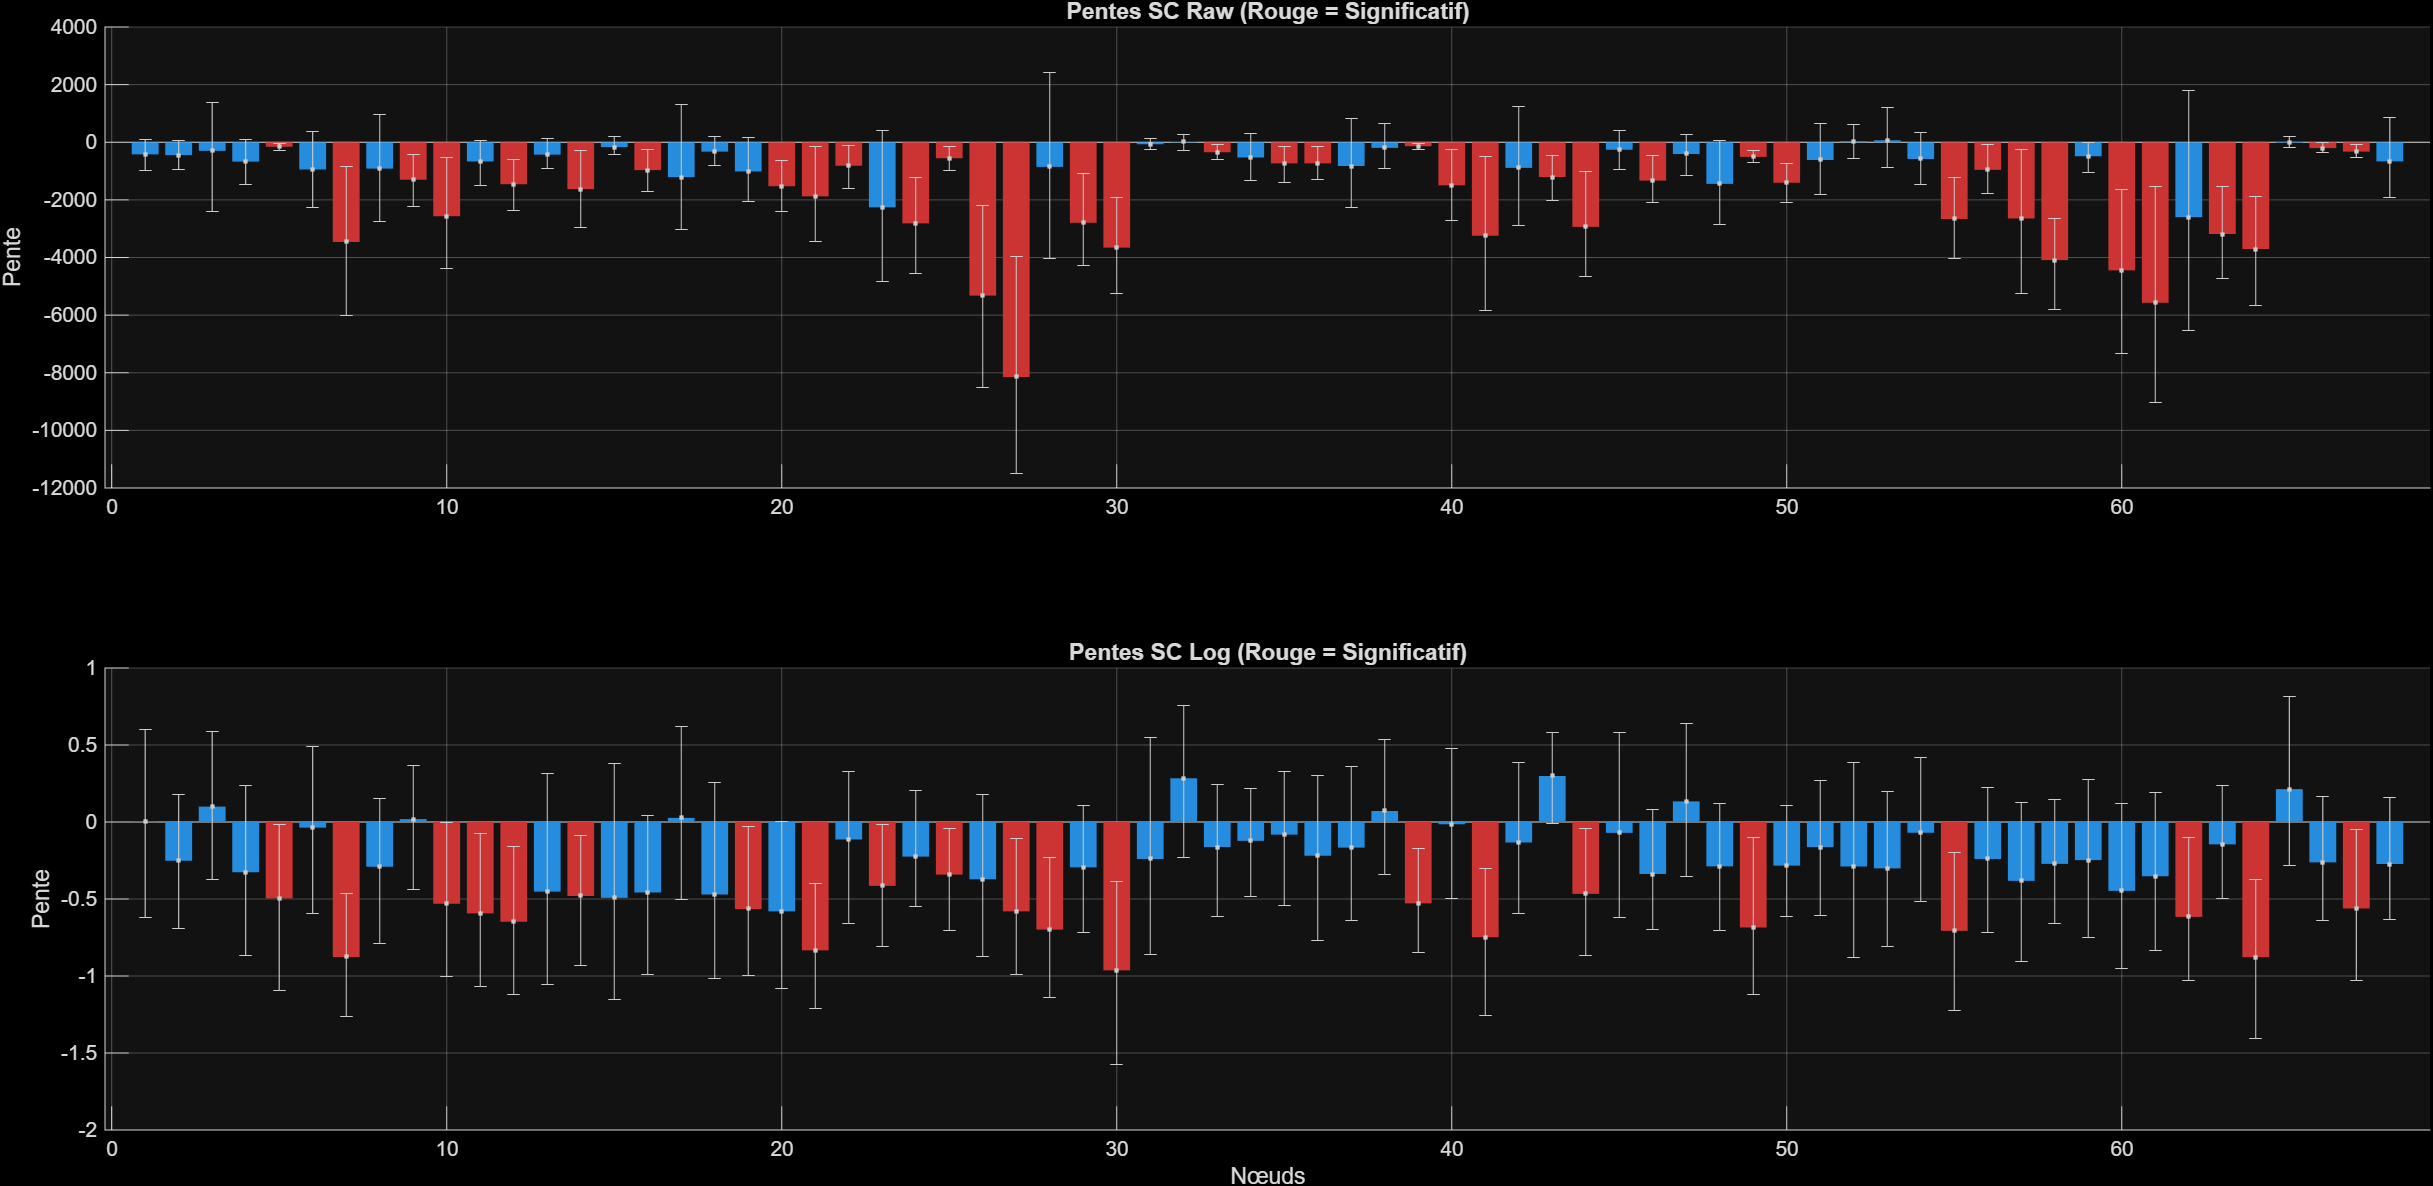 Pentes SC Raw (Rouge = Significatif)
4000
2000
0
-2000
-4000
-6000
-8000
-10000
-12000
Pente
0 10 20 30 40 50 60
Pentes SC Log (Rouge = Significatif)
1
0.5
0
-0.5
-1
-1.5
-2
Pente
0 10 20 30 40 50 60
Nœuds